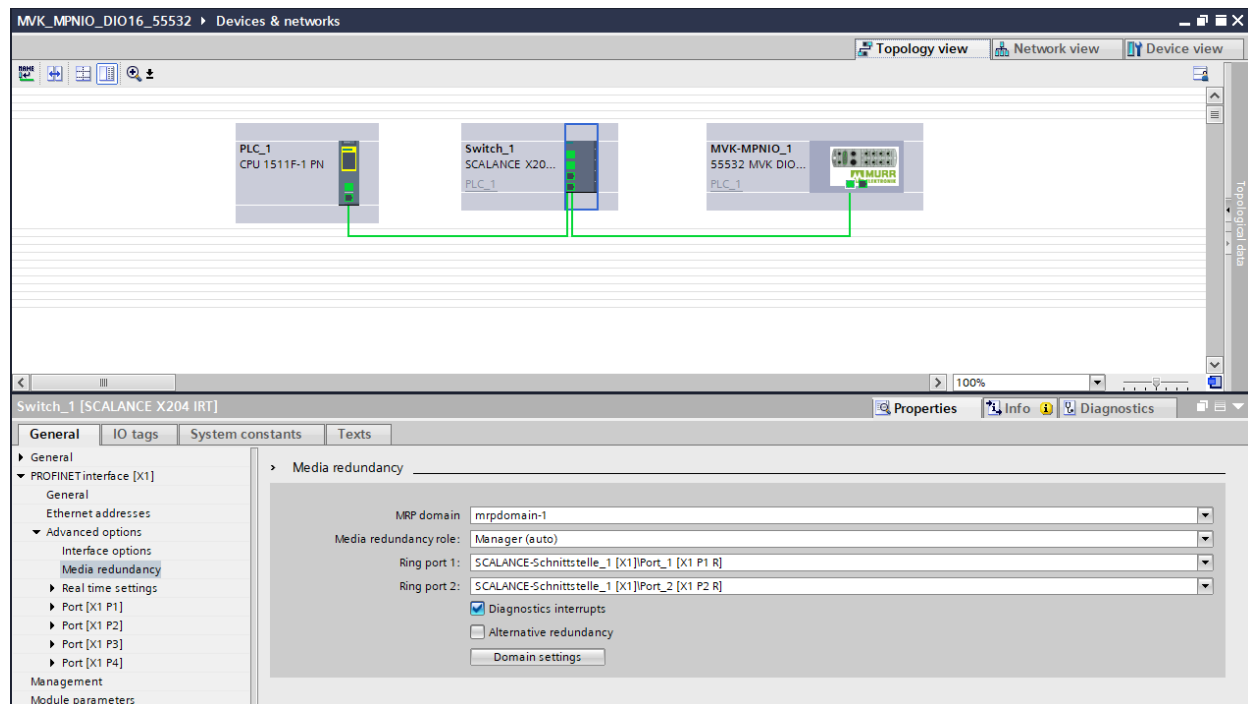 MVK_MPNIO_DIO16_55532 ▸ Devices & networks
Topology view Network view Device view
PLC_1
CPU 1511F-1 PN
Switch_1
SCALANCE X20...
PLC_1
MVK-MPNIO_1
55532 MVK DIO...
PLC_1
MURR
Topological data
100%
Switch_1 [SCALANCE X204 IRT]
Properties Info Diagnostics
General IO tags System constants Texts
General
PROFINET interface [X1]
General
Ethernet addresses
Advanced options
Interface options
Media redundancy
Real time settings
Port [X1 P1]
Port [X1 P2]
Port [X1 P3]
Port [X1 P4]
Management
Module parameters
Media redundancy
MRP domain mrpdomain-1
Media redundancy role: Manager (auto)
Ring port 1: SCALANCE-Schnittstelle_1 [X1]\Port_1 [X1 P1 R]
Ring port 2: SCALANCE-Schnittstelle_1 [X1]\Port_2 [X1 P2 R]
Diagnostics interrupts
Alternative redundancy
Domain settings